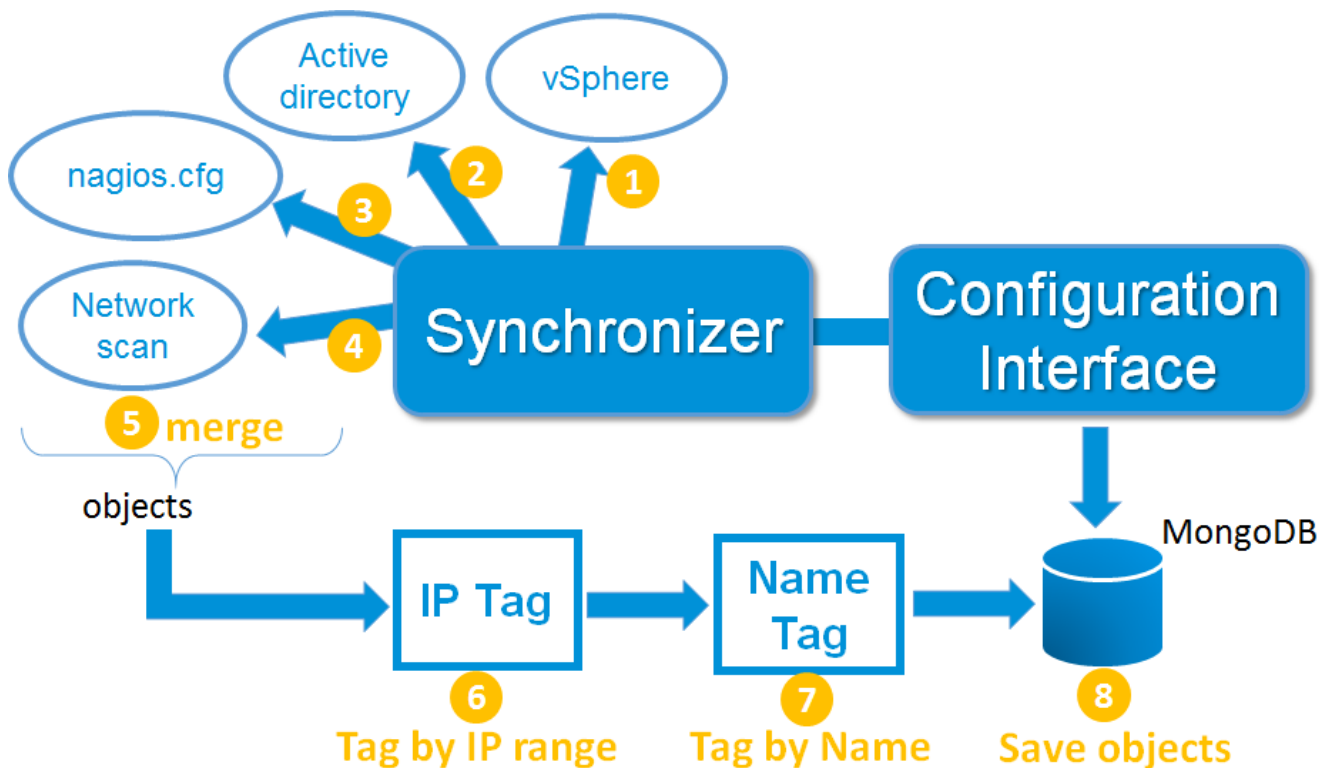 Active
directory
vSphere
nagios.cfg
2
1
3
Network
scan
4
Synchronizer
Configuration
Interface
5 merge
objects
MongoDB
IP Tag
Name
Tag
6
7
8
Tag by IP range
Tag by Name
Save objects